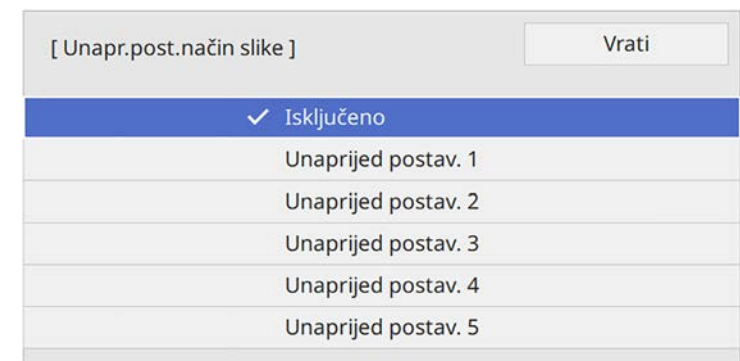 [ Unapr.post.način slike ] Vrati
Isključeno
Unaprijed postav. 1
Unaprijed postav. 2
Unaprijed postav. 3
Unaprijed postav. 4
Unaprijed postav. 5